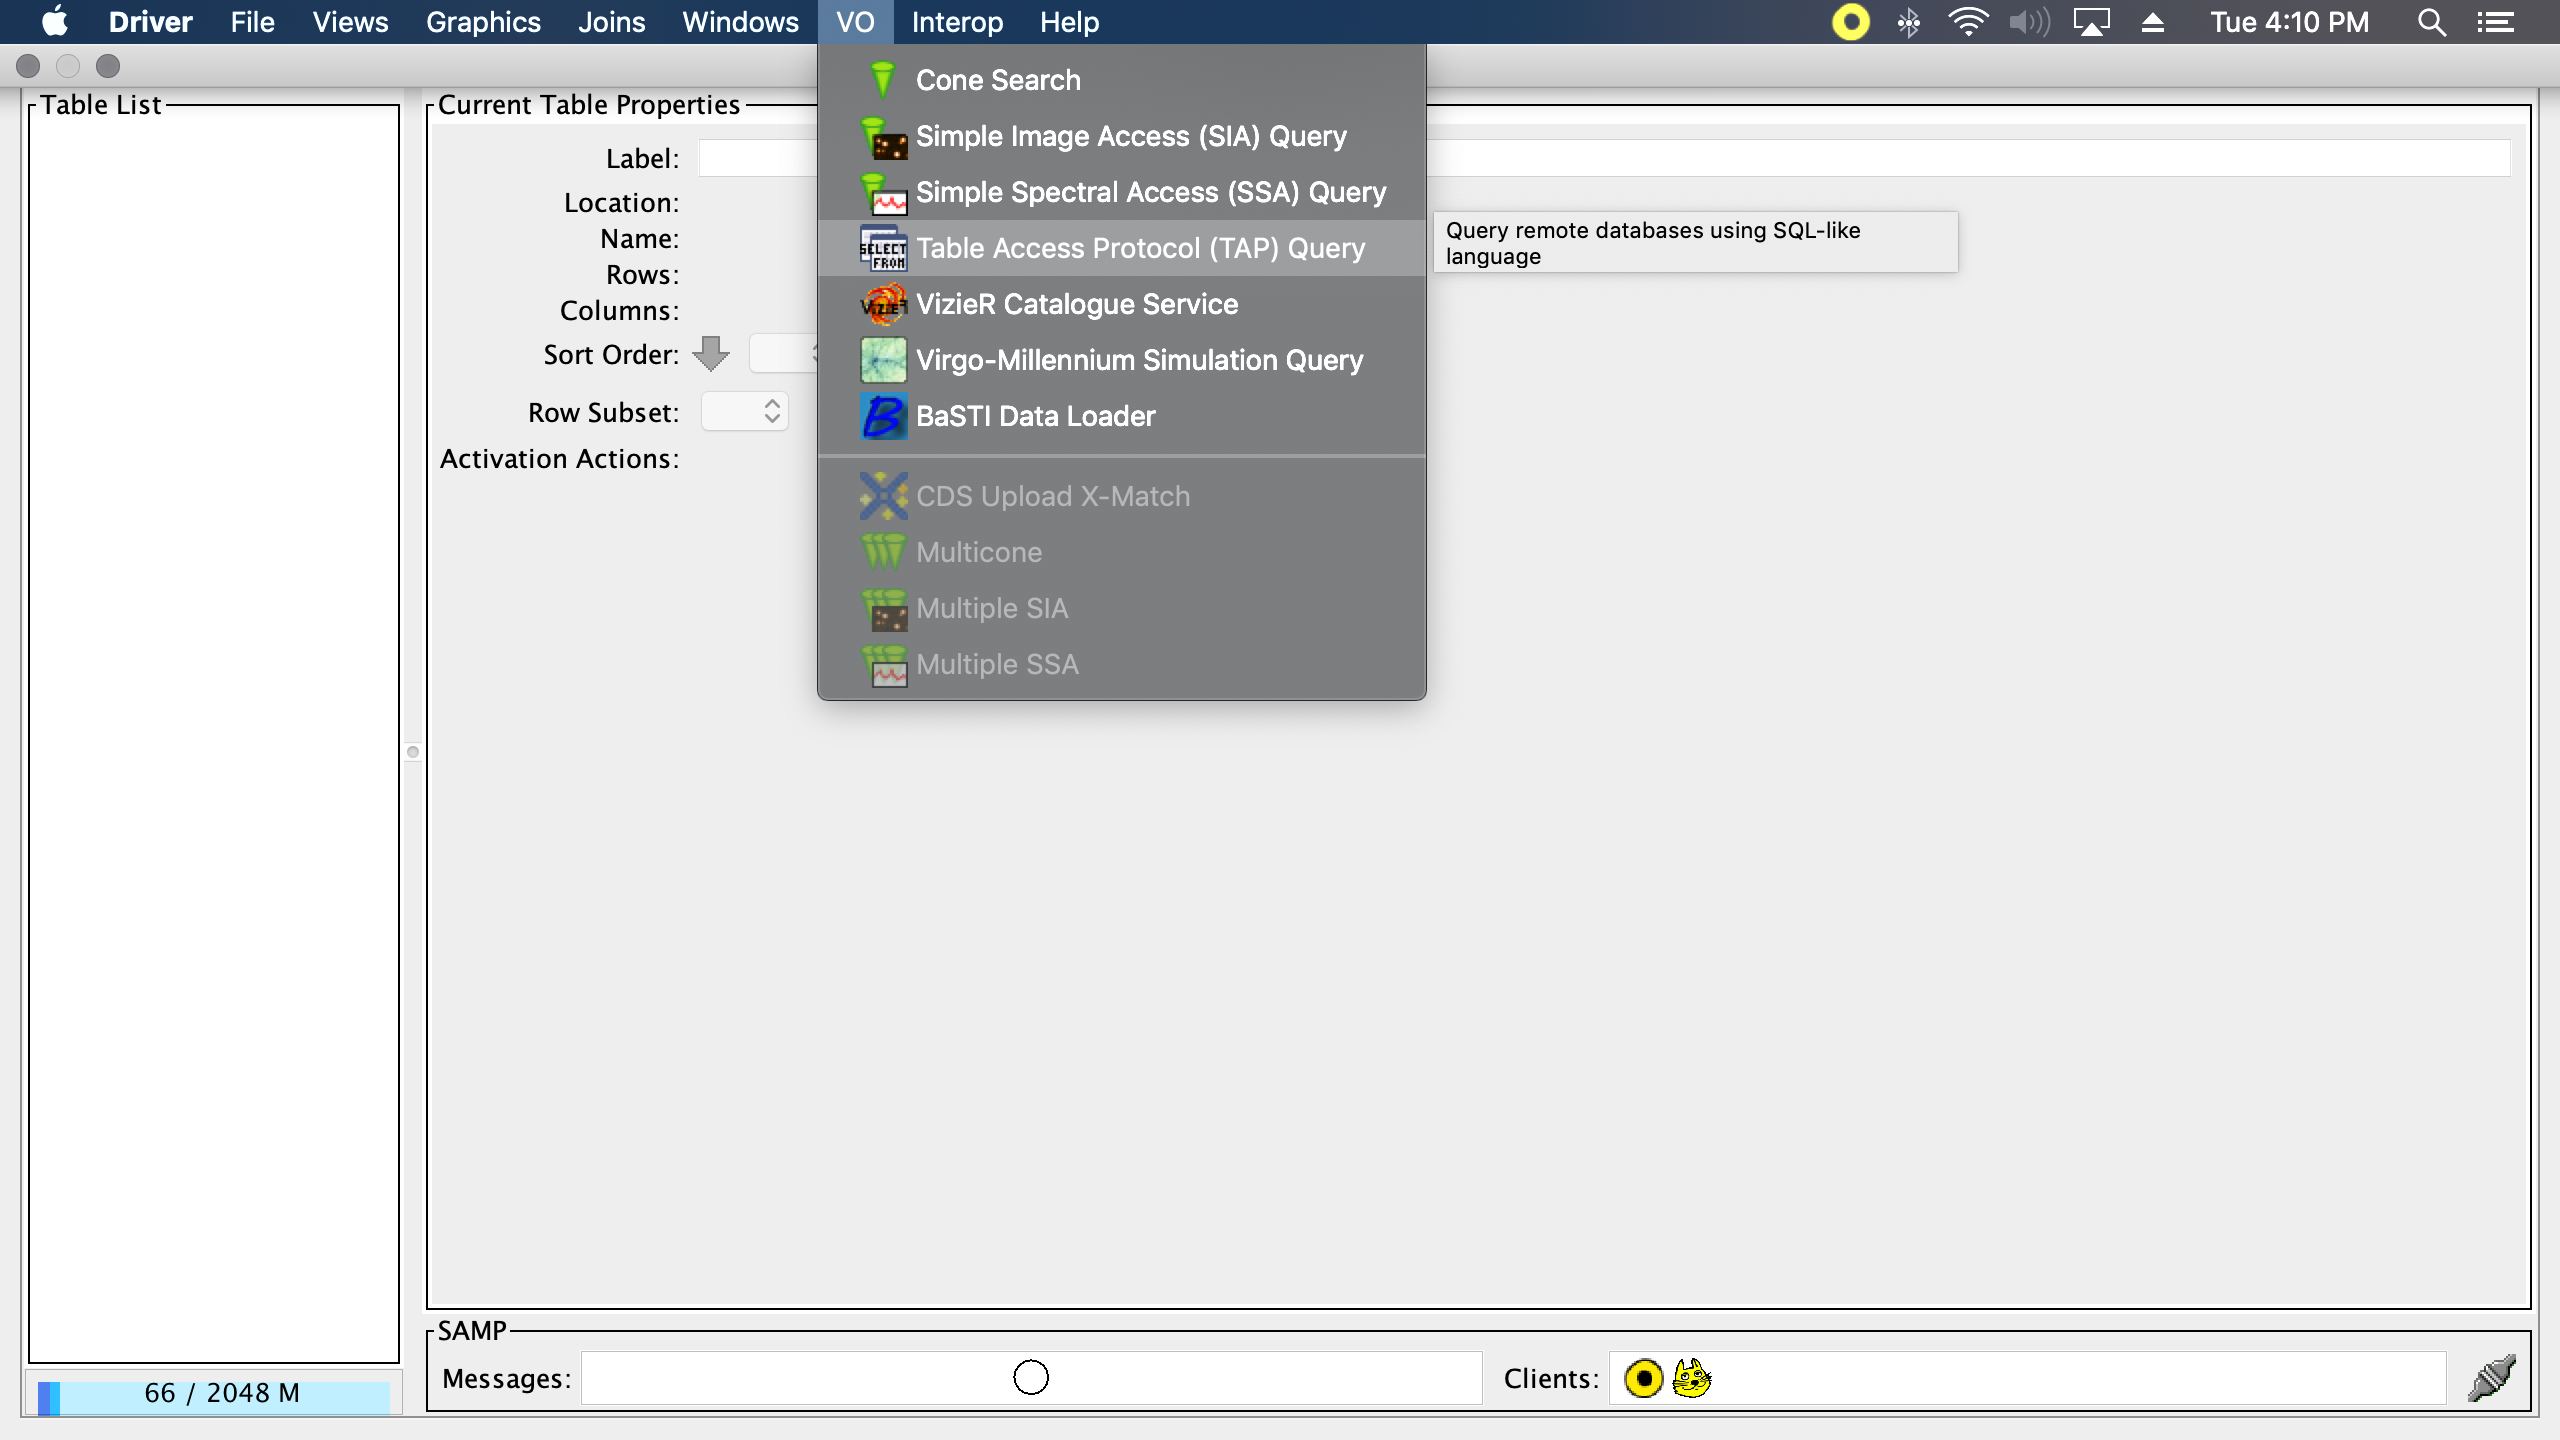 Driver File Views Graphics Joins Windows VO Interop Help Tue 4:10 PM
Table List
Current Table Properties
Label:
Location:
Name:
Rows:
Columns:
Sort Order:
Row Subset:
Activation Actions:
Cone Search
Simple Image Access (SIA) Query
Simple Spectral Access (SSA) Query
SELECT
FROM
Table Access Protocol (TAP) Query
VizieR
VizieR Catalogue Service
Virgo-Millennium Simulation Query
B
BaSTI Data Loader
CDS Upload X-Match
Multicone
Multiple SIA
Multiple SSA
Query remote databases using SQL-like
language
66 / 2048 M
SAMP
Messages:
Clients: